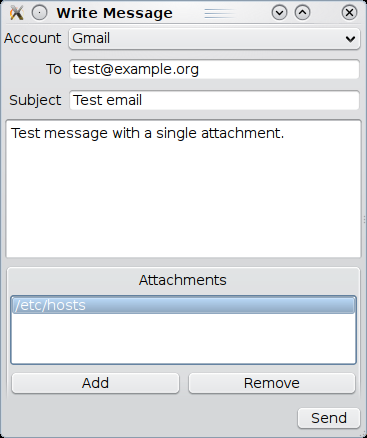 Write Message
Account Gmail
To test@example.org
Subject Test email
Test message with a single attachment.
Attachments
/etc/hosts
Add Remove
Send